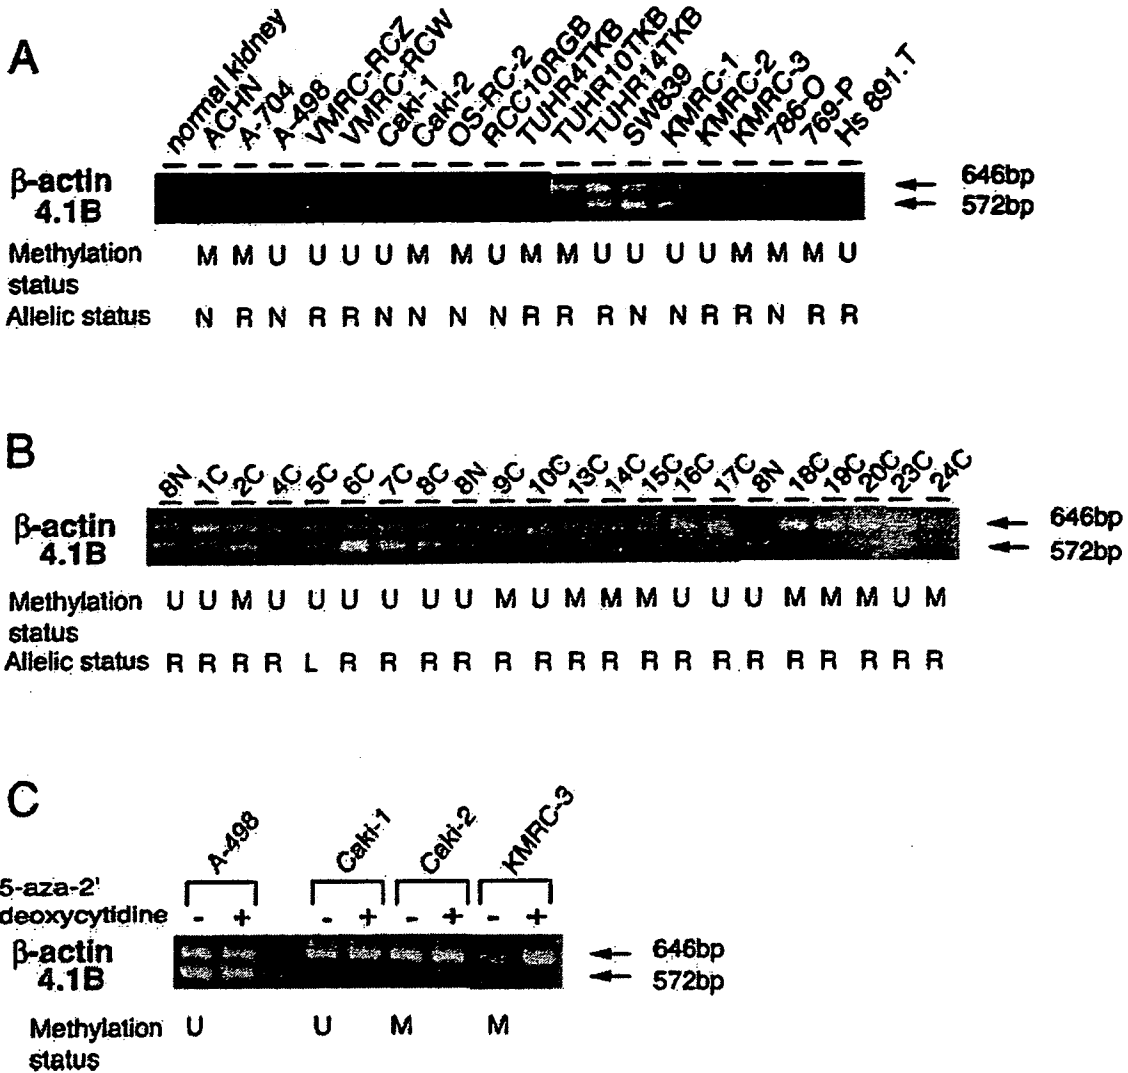 A
normal kidney
ACHN
A-704
A-498
VMRC-RCZ
VMRC-RCW
Caki-1
Caki-2
OS-RC-2
RCC10RGB
TUHR4TKB
TUHR10TKB
TUHR14TKB
SW839
KMRC-1
KMRC-2
KMRC-3
786-O
769-P
Hs 891.T
β-actin 646bp
4.1B 572bp
Methylation M M U U U U M M U M M U U U U M M M U
status
Allelic status N R N R R N N N N R R R N N R R N R R
B
8N 1C 2C 4C 5C 6C 7C 8C 8N 9C 10C 13C 14C 15C 16C 17C 8N 18C 19C 20C 23C 24C
β-actin 646bp
4.1B 572bp
Methylation U U M U U U U U U M U M M M U U U M M M U M
status
Allelic status R R R R L R R R R R R R R R R R R R R R R R
C
A-498 Caki-1 Caki-2 KMRC-3
5-aza-2'
deoxycytidine - + - + - + - +
β-actin 646bp
4.1B 572bp
Methylation U U M M
status